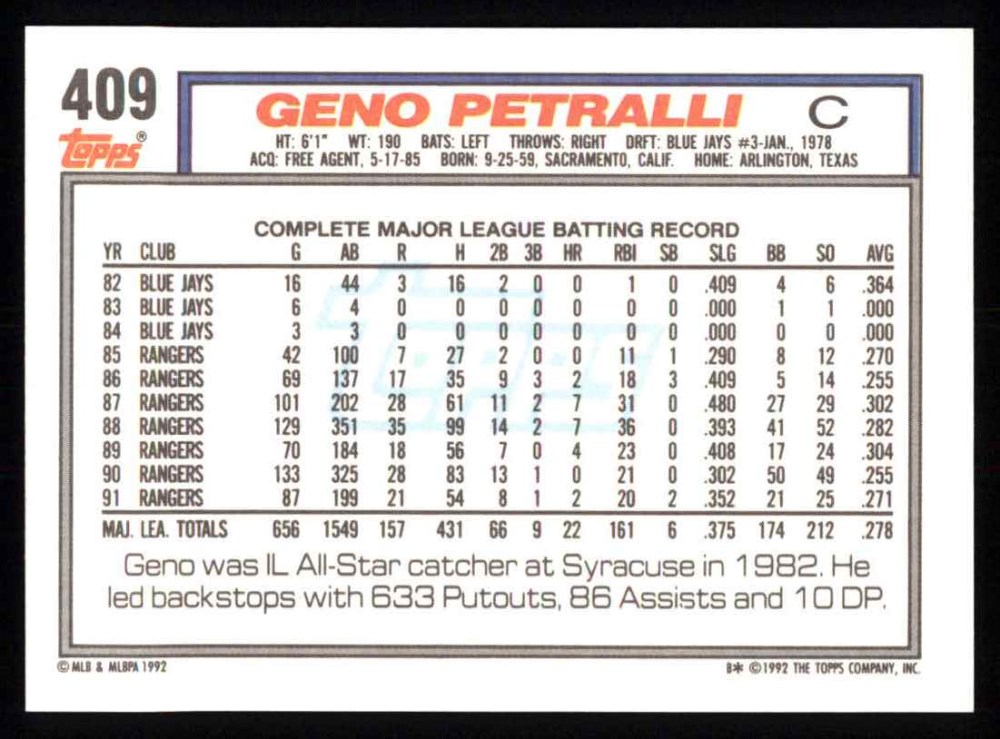 409
topps®
GENO PETRALLI C
HT: 6'1" WT: 190 BATS: LEFT THROWS: RIGHT DRFT: BLUE JAYS #3-JAN., 1978
ACQ: FREE AGENT, 5-17-85 BORN: 9-25-59, SACRAMENTO, CALIF. HOME: ARLINGTON, TEXAS
COMPLETE MAJOR LEAGUE BATTING RECORD
YR CLUB G AB R H 2B 3B HR RBI SB SLG BB SO AVG
82 BLUE JAYS 16 44 3 16 2 0 0 1 0 .409 4 6 .364
83 BLUE JAYS 6 4 0 0 0 0 0 0 0 .000 1 1 .000
84 BLUE JAYS 3 3 0 0 0 0 0 0 0 .000 0 0 .000
85 RANGERS 42 100 7 27 2 0 0 11 1 .290 8 12 .270
86 RANGERS 69 137 17 35 9 3 2 18 3 .409 5 14 .255
87 RANGERS 101 202 28 61 11 2 7 31 0 .480 27 29 .302
88 RANGERS 129 351 35 99 14 2 7 36 0 .393 41 52 .282
89 RANGERS 70 184 18 56 7 0 4 23 0 .408 17 24 .304
90 RANGERS 133 325 28 83 13 1 0 21 0 .302 50 49 .255
91 RANGERS 87 199 21 54 8 1 2 20 2 .352 21 25 .271
MAJ. LEA. TOTALS 656 1549 157 431 66 9 22 161 6 .375 174 212 .278
Geno was IL All-Star catcher at Syracuse in 1982. He
led backstops with 633 Putouts, 86 Assists and 10 DP.
© MLB & MLBPA 1992 B* ©1992 THE TOPPS COMPANY, INC.